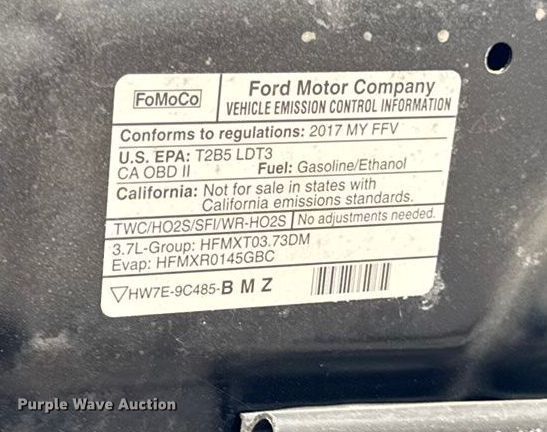 FoMoCo
Ford Motor Company
VEHICLE EMISSION CONTROL INFORMATION
Conforms to regulations: 2017 MY FFV
U.S. EPA: T2B5 LDT3
CA OBD II Fuel: Gasoline/Ethanol
California: Not for sale in states with
California emissions standards.
TWC/HO2S/SFI/WR-HO2S No adjustments needed.
3.7L-Group: HFMXT03.73DM
Evap: HFMXR0145GBC
▽HW7E-9C485-B M Z
Purple Wave Auction